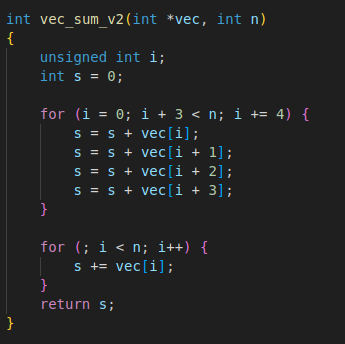 int vec_sum_v2(int *vec, int n)
{
    unsigned int i;
    int s = 0;

    for (i = 0; i + 3 < n; i += 4) {
        s = s + vec[i];
        s = s + vec[i + 1];
        s = s + vec[i + 2];
        s = s + vec[i + 3];
    }

    for (; i < n; i++) {
        s += vec[i];
    }
    return s;
}